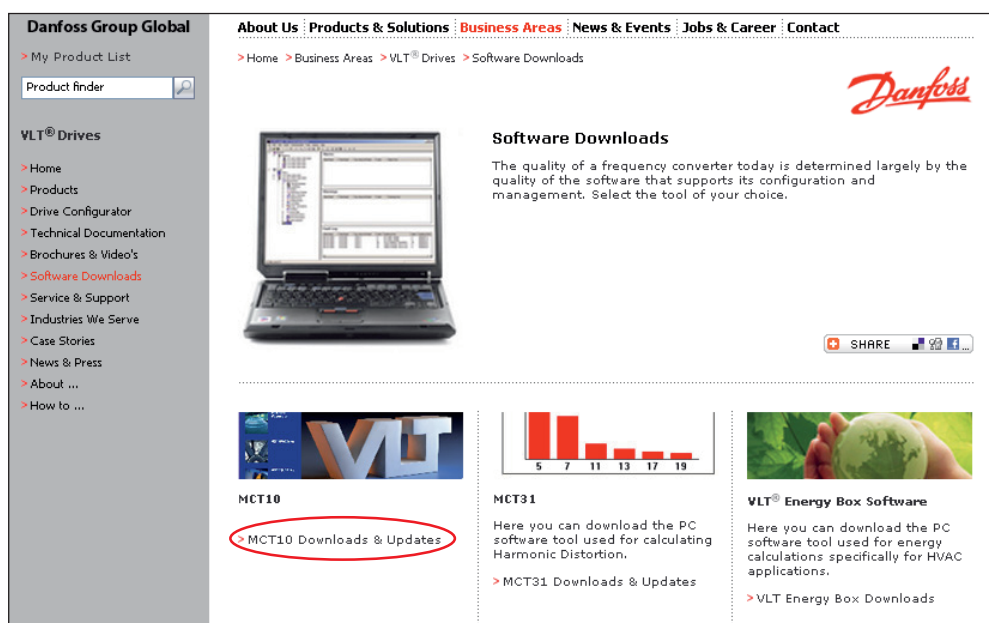 Danfoss Group Global
About Us Products & Solutions Business Areas News & Events Jobs & Career Contact
>My Product List
>Home >Business Areas >VLT® Drives >Software Downloads
Product finder
Danfoss
VLT® Drives
>Home
>Products
>Drive Configurator
>Technical Documentation
>Brochures & Video's
>Software Downloads
>Service & Support
>Industries We Serve
>Case Stories
>News & Press
>About ...
>How to ...
Software Downloads
The quality of a frequency converter today is determined largely by the
quality of the software that supports its configuration and
management. Select the tool of your choice.
SHARE ...
VLT
MCT10
>MCT10 Downloads & Updates
5 7 11 13 17 19
MCT31
Here you can download the PC
software tool used for calculating
Harmonic Distortion.
>MCT31 Downloads & Updates
VLT® Energy Box Software
Here you can download the PC
software tool used for energy
calculations specifically for HVAC
applications.
>VLT Energy Box Downloads